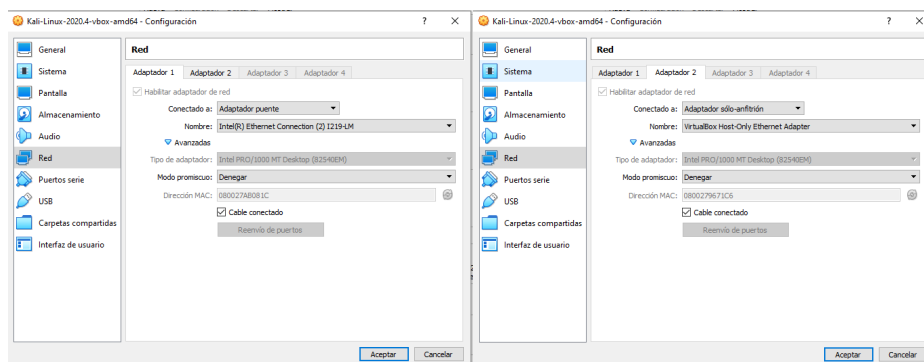 Kali-Linux-2020.4-vbox-amd64 - Configuración
General
Sistema
Pantalla
Almacenamiento
Audio
Red
Puertos serie
USB
Carpetas compartidas
Interfaz de usuario
Red
Adaptador 1 Adaptador 2 Adaptador 3 Adaptador 4
Habilitar adaptador de red
Conectado a: Adaptador puente
Nombre: Intel(R) Ethernet Connection (2) I219-LM
Avanzadas
Tipo de adaptador: Intel PRO/1000 MT Desktop (82540EM)
Modo promiscuo: Denegar
Dirección MAC: 080027AB081C
Cable conectado
Reenvío de puertos
Aceptar Cancelar
Kali-Linux-2020.4-vbox-amd64 - Configuración
General
Sistema
Pantalla
Almacenamiento
Audio
Red
Puertos serie
USB
Carpetas compartidas
Interfaz de usuario
Red
Adaptador 1 Adaptador 2 Adaptador 3 Adaptador 4
Habilitar adaptador de red
Conectado a: Adaptador sólo-anfitrión
Nombre: VirtualBox Host-Only Ethernet Adapter
Avanzadas
Tipo de adaptador: Intel PRO/1000 MT Desktop (82540EM)
Modo promiscuo: Denegar
Dirección MAC: 0800279671C6
Cable conectado
Reenvío de puertos
Aceptar Cancelar